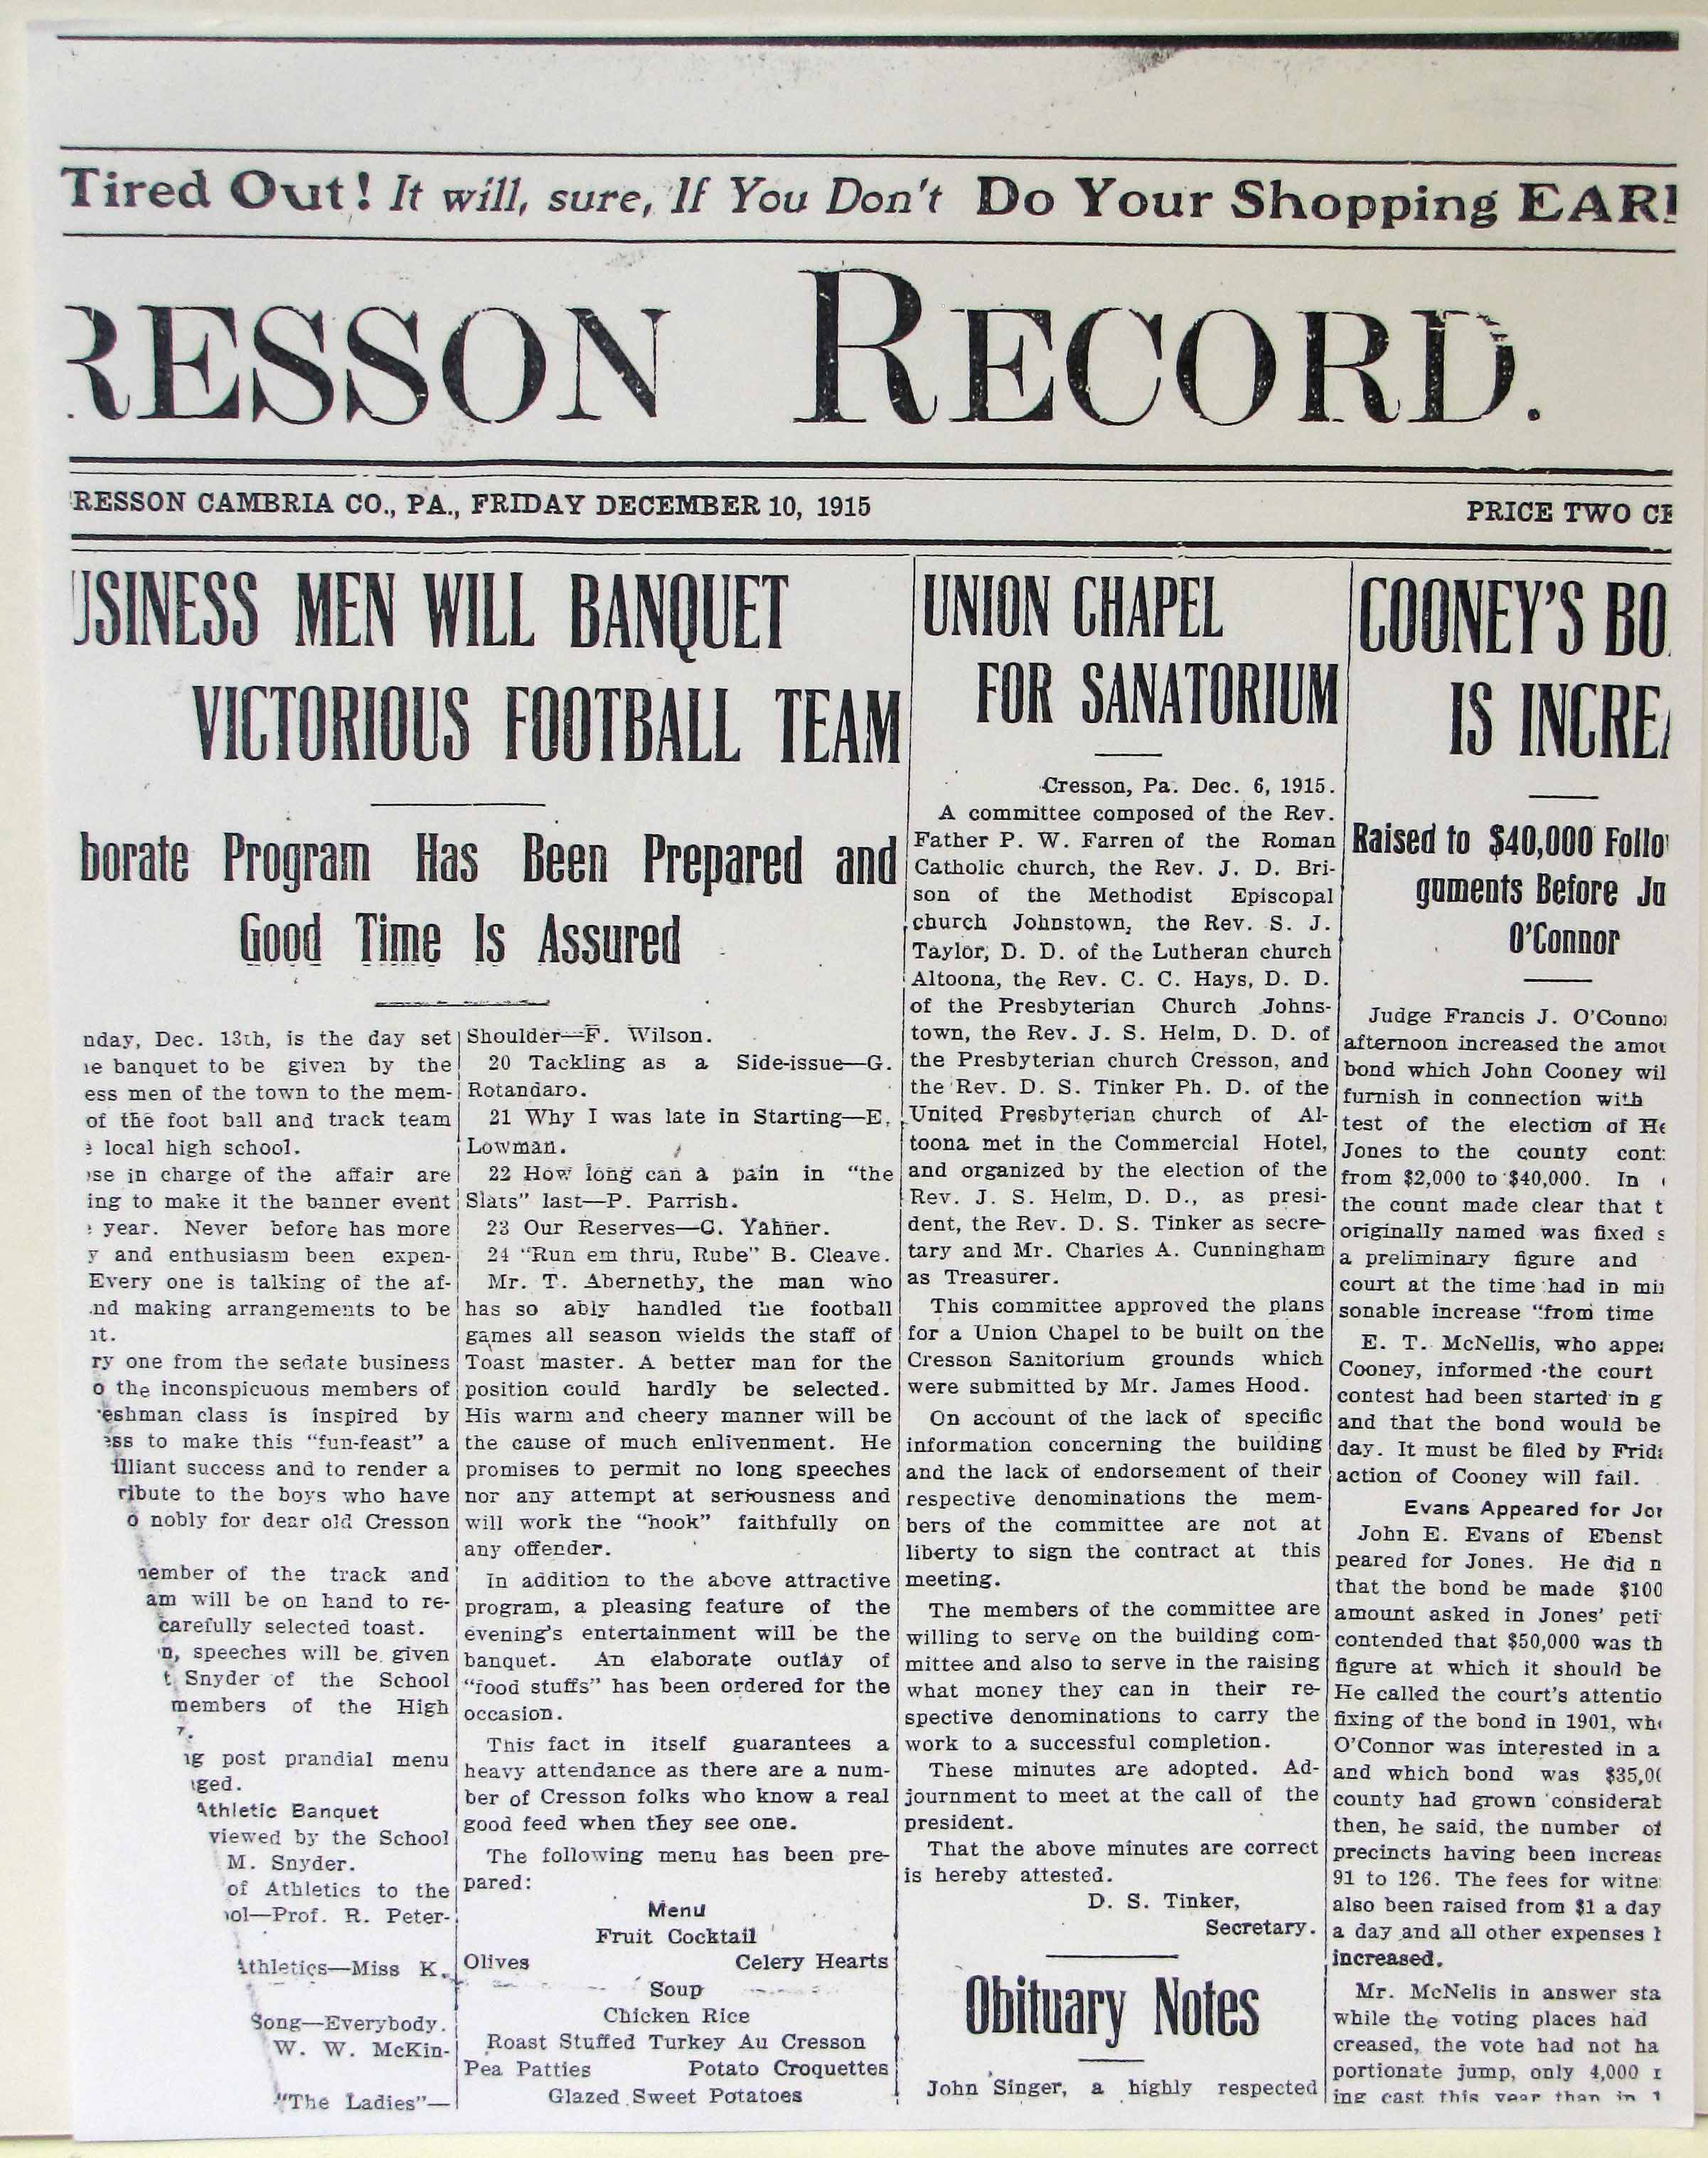 Tired Out! It will, sure, If You Don't Do Your Shopping
RESSON RECORD.
RESSON CAMBRIA CO., PA., FRIDAY DECEMBER 10, 1915
PRICE TWO
USINESS MEN WILL BANQUET
VICTORIOUS FOOTBALL TEAM
borate Program Has Been Prepared and
Good Time Is Assured
nday, Dec. 13th, is the day set
banquet to be given by the
ess men of the town to the mem-
of the foot ball and track team
local high school.
se in charge of the affair are
ing to make it the banner event
year. Never before has more
y and enthusiasm been expen-
Every one is talking of the af-
nd making arrangements to be
it.
ry one from the sedate business
o the inconspicuous members of
eshman class is inspired by
ess to make this "fun-feast" a
illiant success and to render a
ribute to the boys who have
o nobly for dear old Cresson
member of the track and
am will be on hand to re-
carefully selected toast.
n, speeches will be given
t Snyder of the School
members of the High
ng post prandial menu
ged.
Athletic Banquet
viewed by the School
M. Snyder.
of Athletics to the
ool—Prof. R. Peter-
Athletics—Miss K.
Song—Everybody.
W. W. McKin-
"The Ladies"—
Shoulder—F. Wilson.
20 Tackling as a Side-issue—G.
Rotandaro.
21 Why I was late in Starting—E.
Lowman.
22 How long can a pain in "the
Slats" last—P. Parrish.
23 Our Reserves—C. Yahner.
24 "Run em thru, Rube" B. Cleave.
Mr. T. Abernethy, the man who
has so ably handled the football
games all season wields the staff of
Toast master. A better man for the
position could hardly be selected.
His warm and cheery manner will be
the cause of much enlivenment. He
promises to permit no long speeches
nor any attempt at seriousness and
will work the "hook" faithfully on
any offender.
In addition to the above attractive
program, a pleasing feature of the
evening's entertainment will be the
banquet. An elaborate outlay of
"food stuffs" has been ordered for the
occasion.
This fact in itself guarantees a
heavy attendance as there are a num-
ber of Cresson folks who know a real
good feed when they see one.
The following menu has been pre-
pared:
Menu
Fruit Cocktail
Olives Celery Hearts
Soup
Chicken Rice
Roast Stuffed Turkey Au Cresson
Pea Patties Potato Croquettes
Glazed Sweet Potatoes
UNION CHAPEL
FOR SANATORIUM
Cresson, Pa. Dec. 6, 1915.
A committee composed of the Rev.
Father P. W. Farren of the Roman
Catholic church, the Rev. J. D. Bri-
son of the Methodist Episcopal
church Johnstown, the Rev. S. J.
Taylor, D. D. of the Lutheran church
Altoona, the Rev. C. C. Hays, D. D.
of the Presbyterian Church Johns-
town, the Rev. J. S. Helm, D. D. of
the Presbyterian church Cresson, and
the Rev. D. S. Tinker Ph. D. of the
United Presbyterian church of Al-
toona met in the Commercial Hotel,
and organized by the election of the
Rev. J. S. Helm, D. D., as presi-
dent, the Rev. D. S. Tinker as secre-
tary and Mr. Charles A. Cunningham
as Treasurer.
This committee approved the plans
for a Union Chapel to be built on the
Cresson Sanitorium grounds which
were submitted by Mr. James Hood.
On account of the lack of specific
information concerning the building
and the lack of endorsement of their
respective denominations the mem-
bers of the committee are not at
liberty to sign the contract at this
meeting.
The members of the committee are
willing to serve on the building com-
mittee and also to serve in the raising
what money they can in their re-
spective denominations to carry the
work to a successful completion.
These minutes are adopted. Ad-
journment to meet at the call of the
president.
That the above minutes are correct
is hereby attested.
D. S. Tinker,
Secretary.
Obituary Notes
John Singer, a highly respected
COONEY'S BO
IS INCREA
Raised to $40,000 Follo
guments Before Ju
O'Connor
Judge Francis J. O'Connor
afternoon increased the amou
bond which John Cooney wil
furnish in connection with
test of the election of He
Jones to the county cont
from $2,000 to $40,000. In
the count made clear that t
originally named was fixed s
a preliminary figure and
court at the time had in min
sonable increase "from time
E. T. McNellis, who appea
Cooney, informed the court
contest had been started in g
and that the bond would be
day. It must be filed by Frida
action of Cooney will fail.
Evans Appeared for Jon
John E. Evans of Ebensb
peared for Jones. He did n
that the bond be made $100
amount asked in Jones' peti
contended that $50,000 was th
figure at which it should be
He called the court's attentio
fixing of the bond in 1901, whe
O'Connor was interested in a
and which bond was $35,00
county had grown considerab
then, he said, the number of
precincts having been increas
91 to 126. The fees for witne
also been raised from $1 a day
a day and all other expenses
increased.
Mr. McNelis in answer sta
while the voting places had
creased, the vote had not ha
portionate jump, only 4,000
ing cast this year than in 1